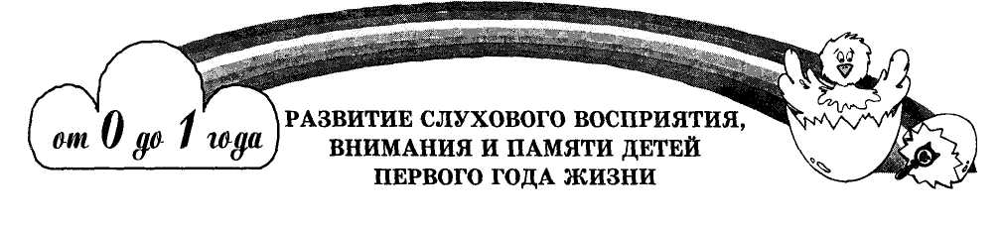 от 0 до 1 года
РАЗВИТИЕ СЛУХОВОГО ВОСПРИЯТИЯ,
ВНИМАНИЯ И ПАМЯТИ ДЕТЕЙ
ПЕРВОГО ГОДА ЖИЗНИ